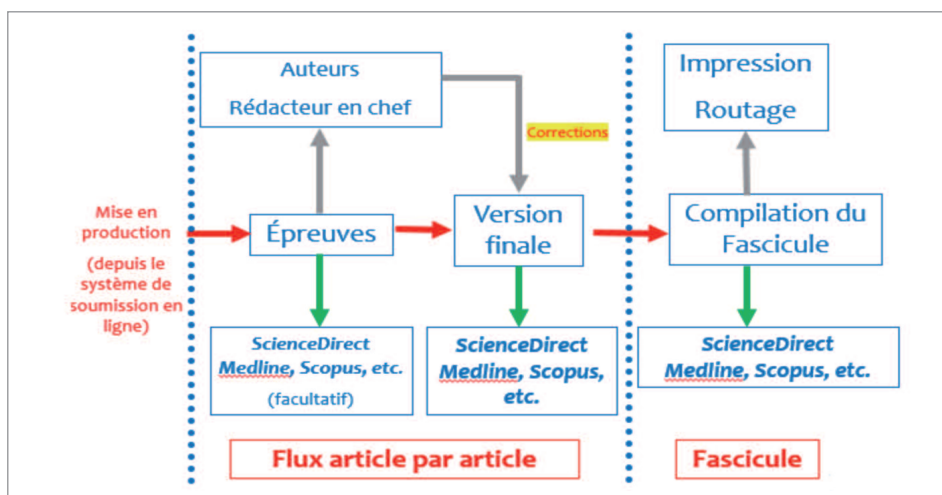 Auteurs
Rédacteur en chef
Impression
Routage
Corrections
Mise en
production
(depuis le
système de
soumission en
ligne)
Épreuves
Version
finale
Compilation du
Fascicule
ScienceDirect
Medline, Scopus, etc.
(facultatif)
ScienceDirect
Medline, Scopus,
etc.
ScienceDirect
Medline, Scopus, etc.
Flux article par article
Fascicule